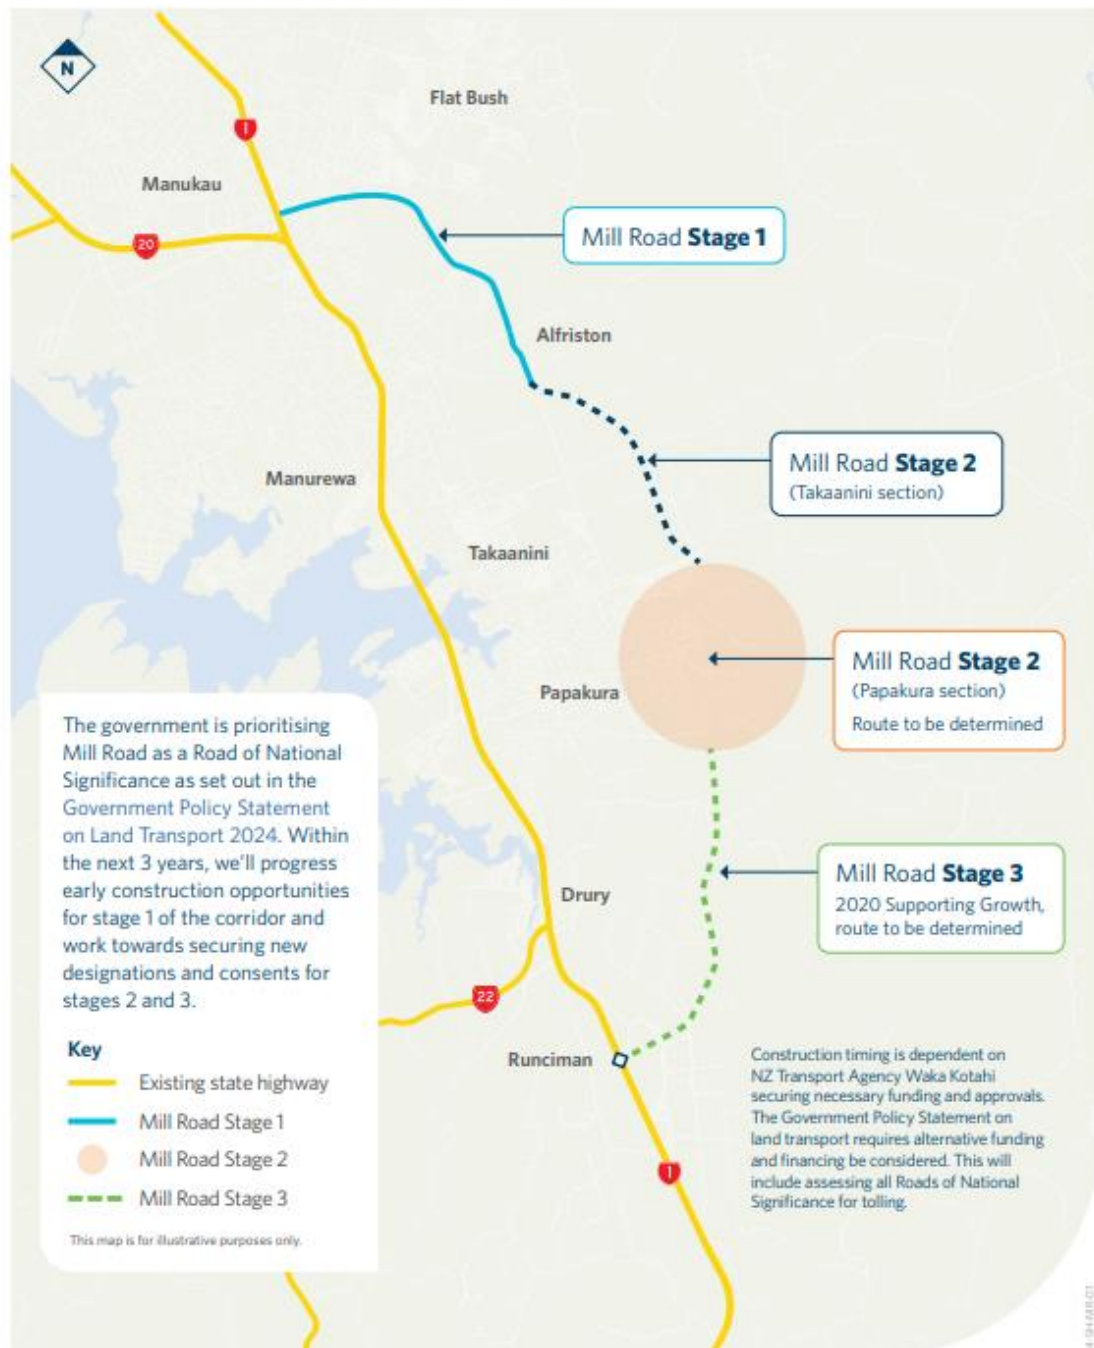 N
Flat Bush
1
Manukau
20
Mill Road Stage 1
Alfriston
Mill Road Stage 2
(Takaanini section)
Manurewa
Takaanini
Mill Road Stage 2
(Papakura section)
Route to be determined
Papakura
The government is prioritising
Mill Road as a Road of National
Significance as set out in the
Government Policy Statement
on Land Transport 2024. Within
the next 3 years, we'll progress
early construction opportunities
for stage 1 of the corridor and
work towards securing new
designations and consents for
stages 2 and 3.
Mill Road Stage 3
2020 Supporting Growth,
route to be determined
Drury
22
Runciman
Key
Existing state highway
Mill Road Stage 1
Mill Road Stage 2
Mill Road Stage 3
This map is for illustrative purposes only.
Construction timing is dependent on
NZ Transport Agency Waka Kotahi
securing necessary funding and approvals.
The Government Policy Statement on
land transport requires alternative funding
and financing be considered. This will
include assessing all Roads of National
Significance for tolling.
1